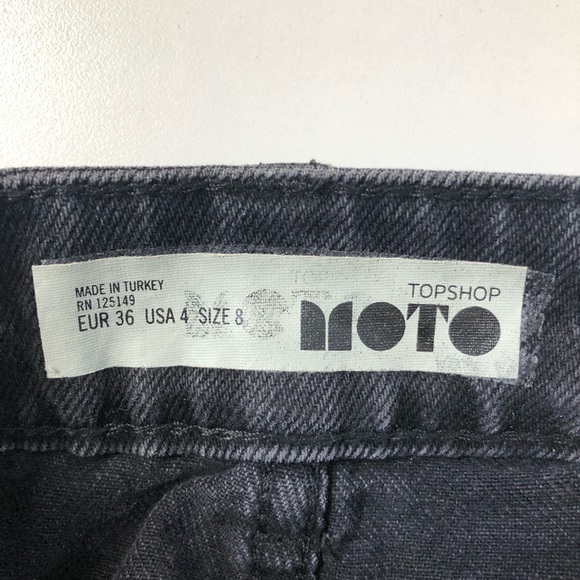 MADE IN TURKEY
RN 125149
EUR 36 USA 4 SIZE 8
TOPSHOP
MOTO